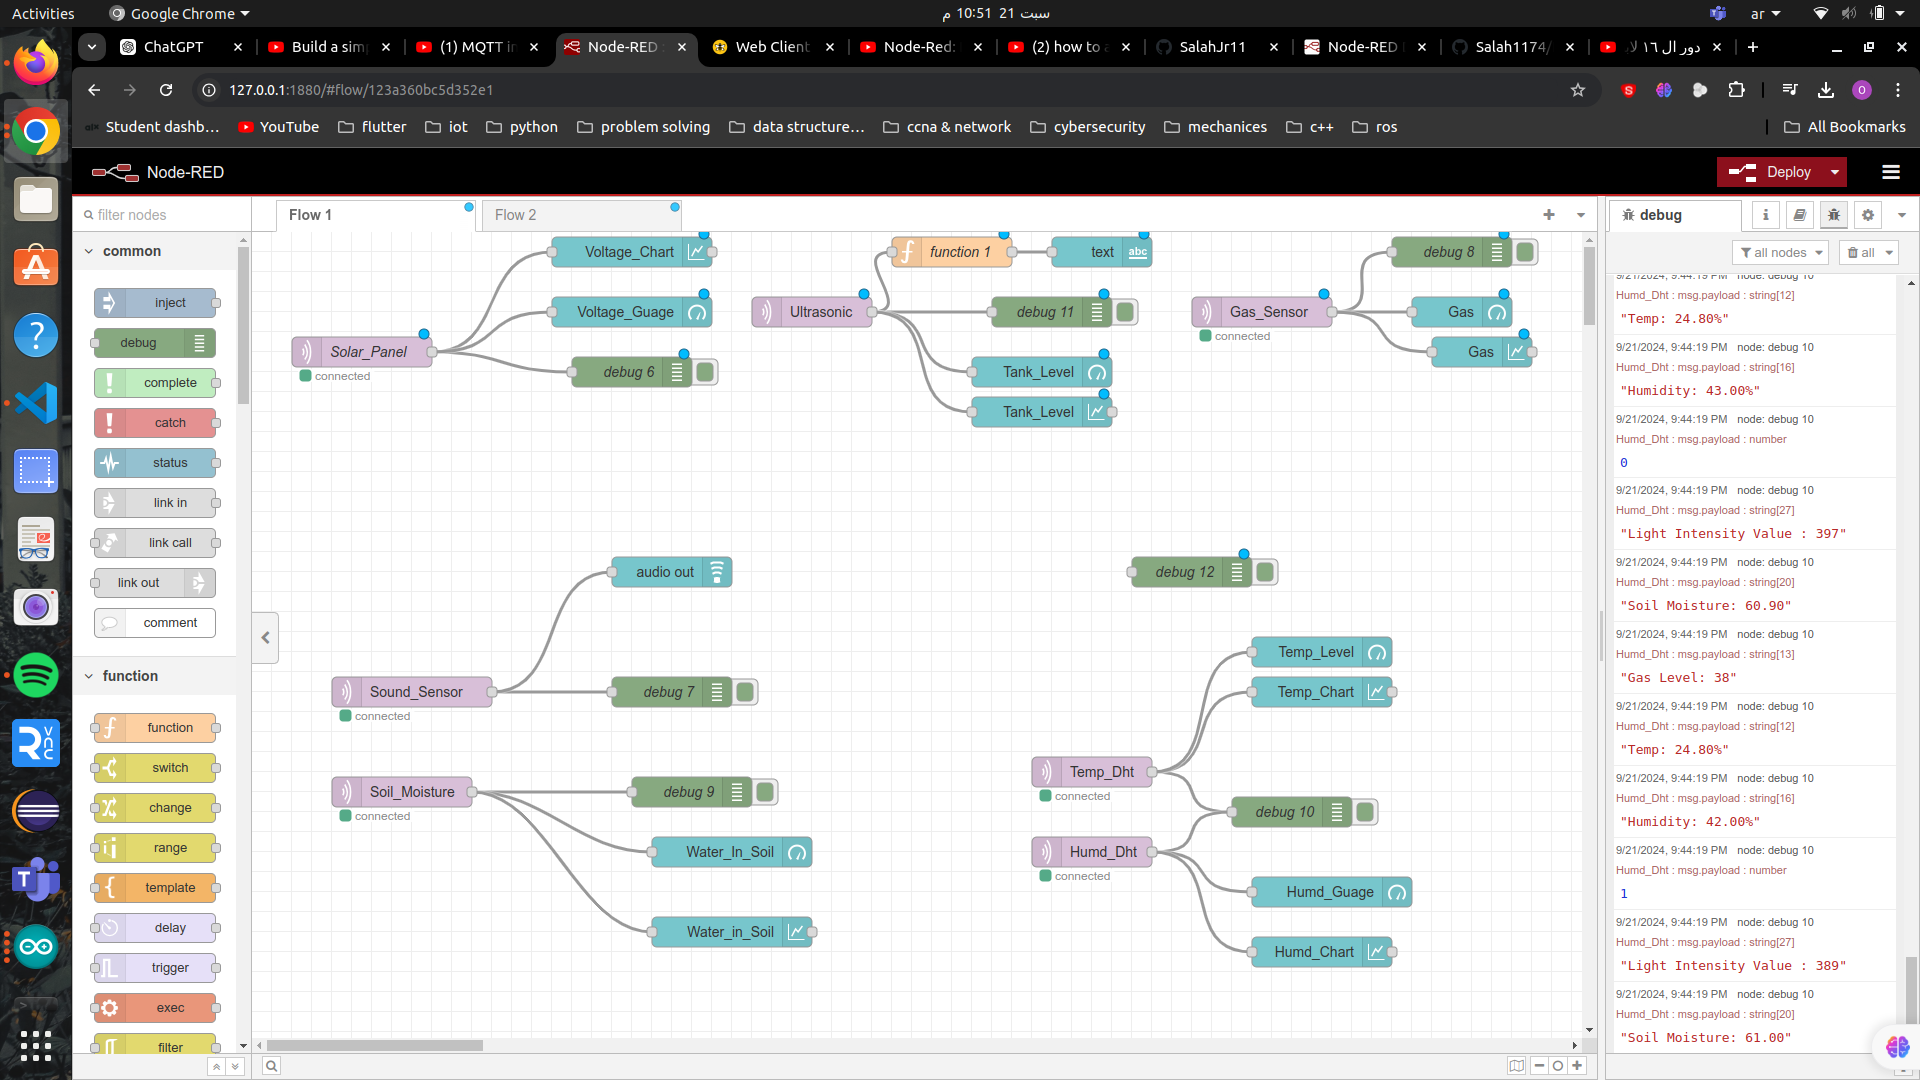 Activities
Google Chrome
سبت 21 10:51 م
ar
ChatGPT
Build a sim
(1) MQTT in
Node-RED
Web Client
Node-Red:
(2) how to a
SalahJr11
Node-RED
Salah1174/
دور ال ١٦ لا
127.0.0.1:1880/#flow/123a360bc5d352e1
Student dashb...
YouTube
flutter
iot
python
problem solving
data structure...
ccna & network
cybersecurity
mechanices
c++
ros
All Bookmarks
Node-RED
Deploy
filter nodes
Flow 1
Flow 2
debug
all nodes
all
common
inject
debug
complete
catch
status
link in
link call
link out
comment
function
function
switch
change
range
template
delay
trigger
exec
filter
Voltage_Chart
Voltage_Guage
Solar_Panel
connected
debug 6
function 1
text
abc
Ultrasonic
debug 11
Tank_Level
Tank_Level
debug 8
Gas_Sensor
connected
Gas
Gas
audio out
debug 12
Sound_Sensor
connected
debug 7
Soil_Moisture
connected
debug 9
Water_In_Soil
Water_in_Soil
Temp_Level
Temp_Chart
Temp_Dht
connected
debug 10
Humd_Dht
connected
Humd_Guage
Humd_Chart
9/21/2024, 9:44:19 PM node: debug 10
Humd_Dht : msg.payload : string[12]
"Temp: 24.80%"
9/21/2024, 9:44:19 PM node: debug 10
Humd_Dht : msg.payload : string[16]
"Humidity: 43.00%"
9/21/2024, 9:44:19 PM node: debug 10
Humd_Dht : msg.payload : number
0
9/21/2024, 9:44:19 PM node: debug 10
Humd_Dht : msg.payload : string[27]
"Light Intensity Value : 397"
9/21/2024, 9:44:19 PM node: debug 10
Humd_Dht : msg.payload : string[20]
"Soil Moisture: 60.90"
9/21/2024, 9:44:19 PM node: debug 10
Humd_Dht : msg.payload : string[13]
"Gas Level: 38"
9/21/2024, 9:44:19 PM node: debug 10
Humd_Dht : msg.payload : string[12]
"Temp: 24.80%"
9/21/2024, 9:44:19 PM node: debug 10
Humd_Dht : msg.payload : string[16]
"Humidity: 42.00%"
9/21/2024, 9:44:19 PM node: debug 10
Humd_Dht : msg.payload : number
1
9/21/2024, 9:44:19 PM node: debug 10
Humd_Dht : msg.payload : string[27]
"Light Intensity Value : 389"
9/21/2024, 9:44:19 PM node: debug 10
Humd_Dht : msg.payload : string[20]
"Soil Moisture: 61.00"